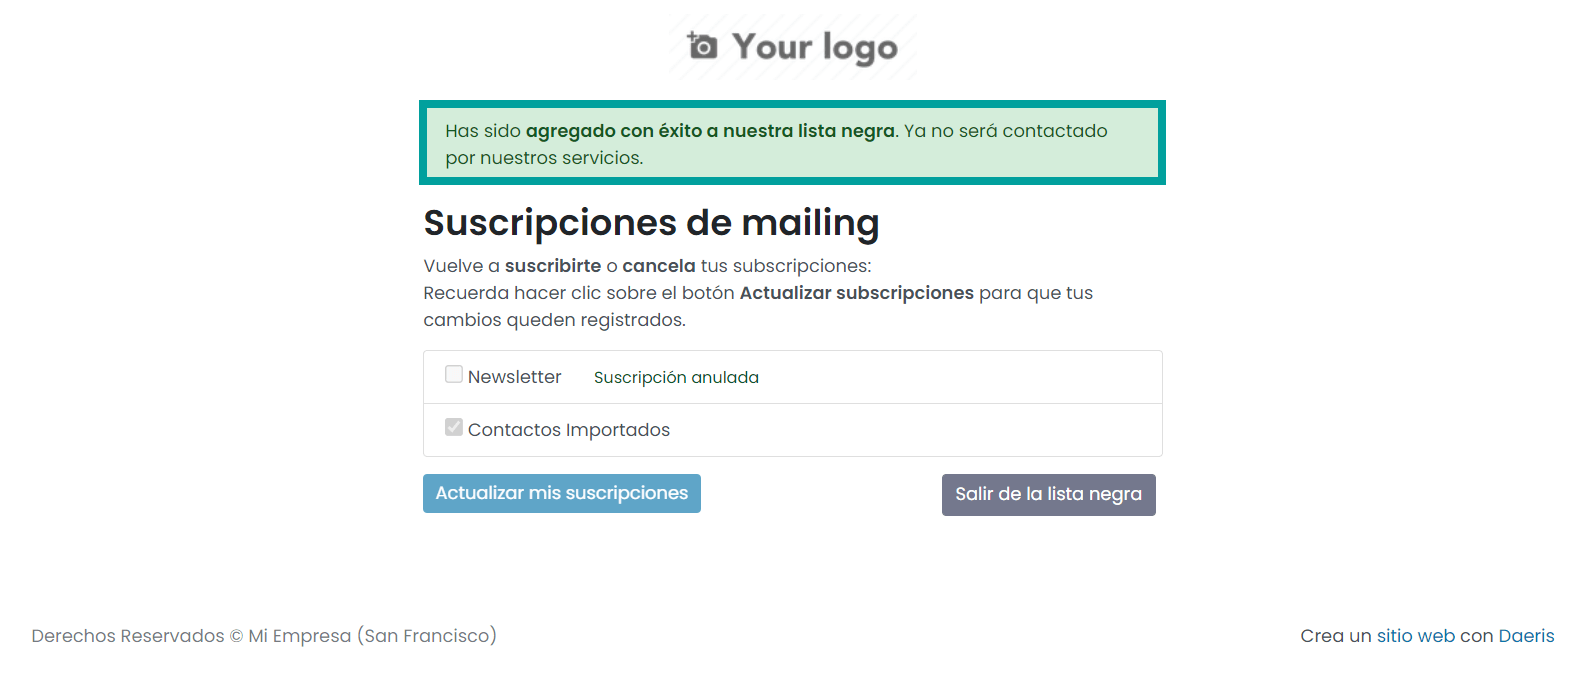 Your logo
Has sido agregado con éxito a nuestra lista negra. Ya no será contactado
por nuestros servicios.
Suscripciones de mailing
Vuelve a suscribirte o cancela tus subscripciones:
Recuerda hacer clic sobre el botón Actualizar subscripciones para que tus
cambios queden registrados.
Newsletter Suscripción anulada
Contactos Importados
Actualizar mis suscripciones Salir de la lista negra
Derechos Reservados © Mi Empresa (San Francisco) Crea un sitio web con Daeris